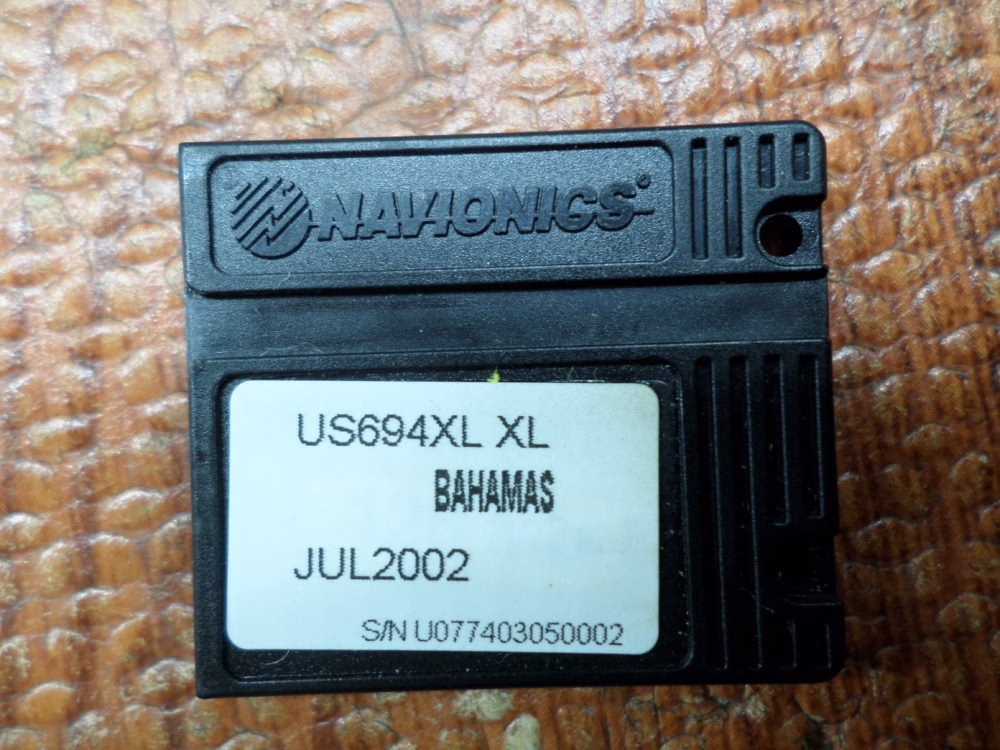 NAVIONICS®
US694XL XL
BAHAMAS
JUL2002
S/N U077403050002